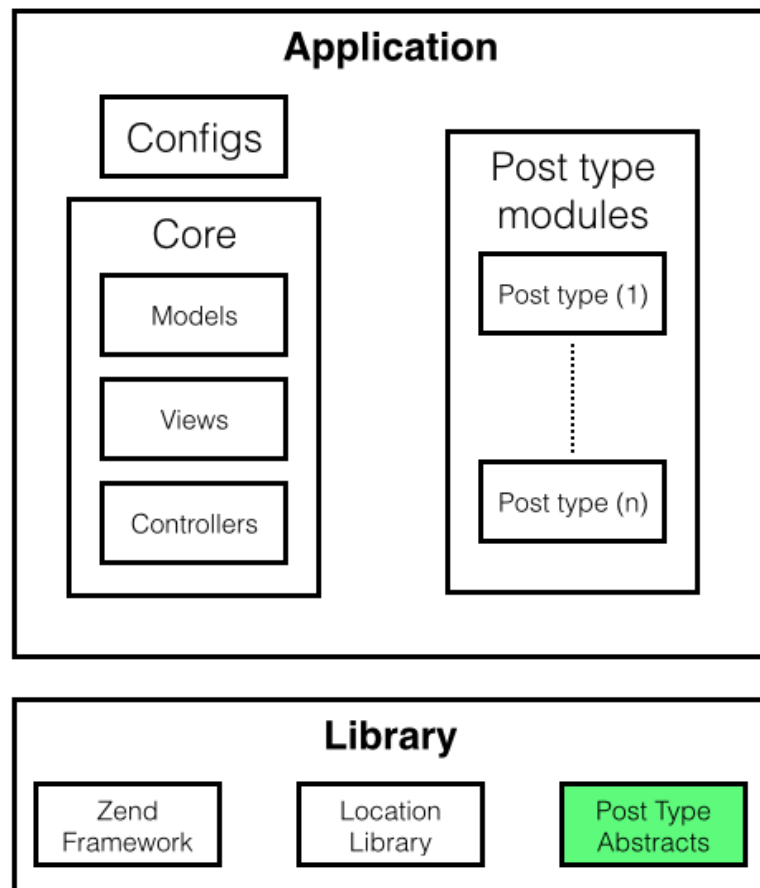 Application
Configs
Core
Models
Views
Controllers
Post type
modules
Post type (1)
Post type (n)
Library
Zend
Framework
Location
Library
Post Type
Abstracts